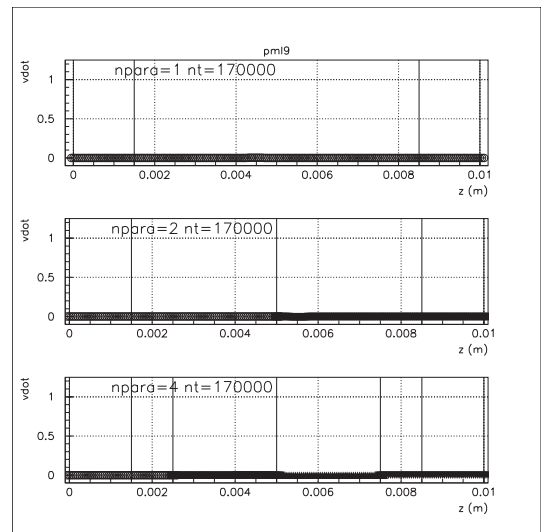 pml9
npara=1 nt=170000
vdot
1
0.5
0
0 0.002 0.004 0.006 0.008 0.01
z (m)
npara=2 nt=170000
vdot
1
0.5
0
0 0.002 0.004 0.006 0.008 0.01
z (m)
npara=4 nt=170000
vdot
1
0.5
0
0 0.002 0.004 0.006 0.008 0.01
z (m)